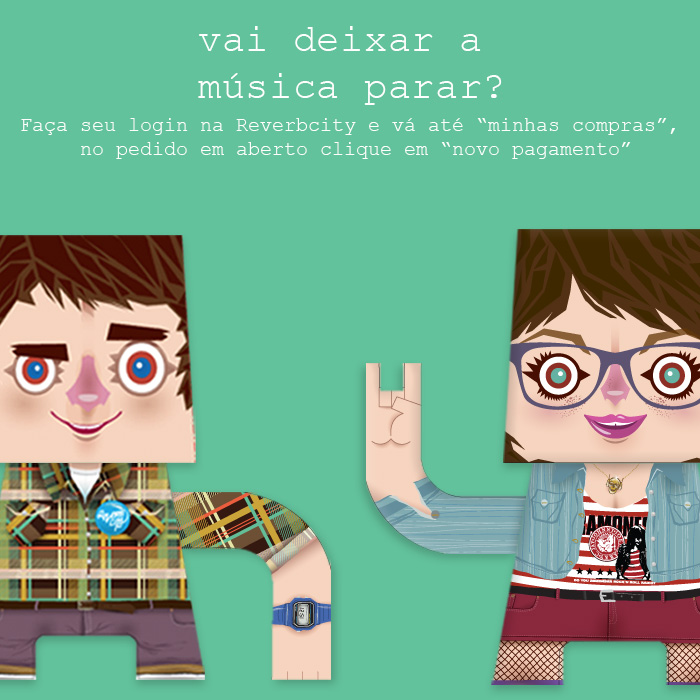 vai deixar a
música parar?
Faça seu login na Reverbcity e vá até “minhas compras”,
no pedido em aberto clique em “novo pagamento”
RAMONES